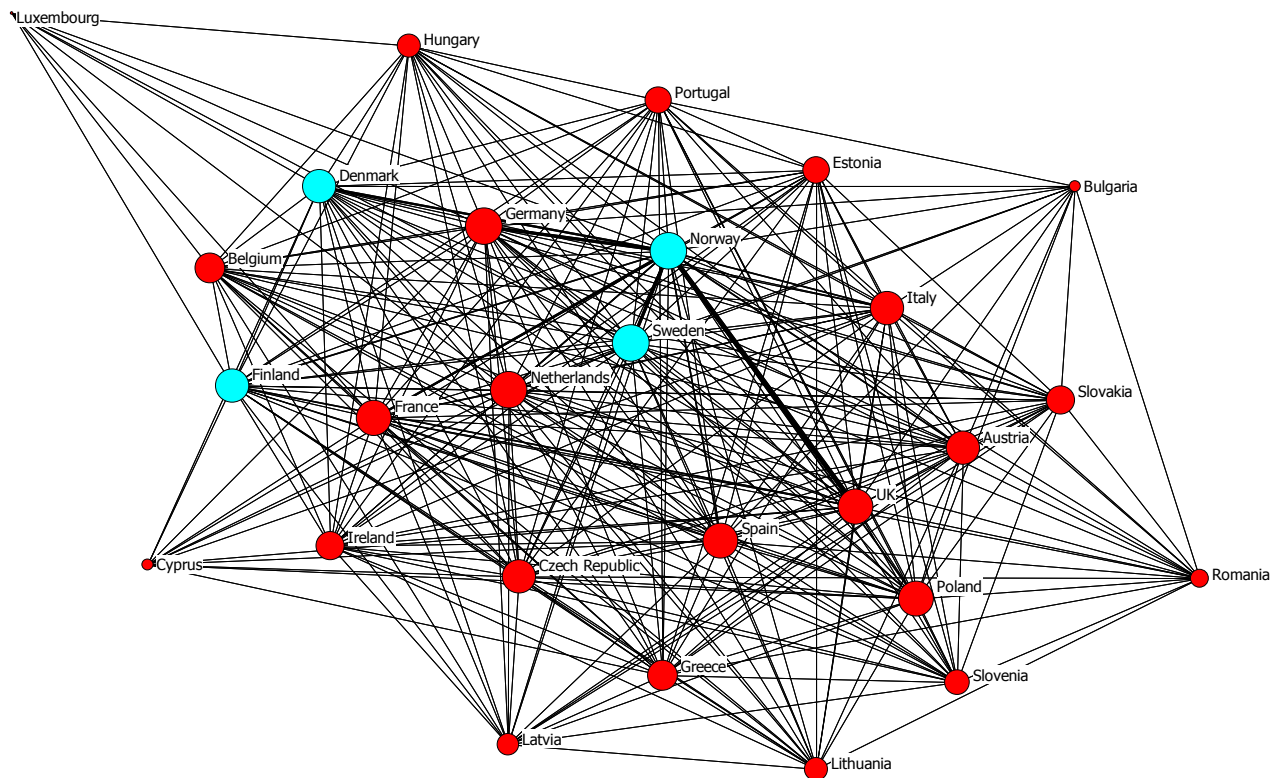 Luxembourg
Hungary
Portugal
Estonia
Denmark
Bulgaria
Germany
Norway
Belgium
Italy
Sweden
Finland
Netherlands
Slovakia
France
Austria
UK
Spain
Ireland
Cyprus
Czech Republic
Romania
Poland
Greece
Slovenia
Latvia
Lithuania